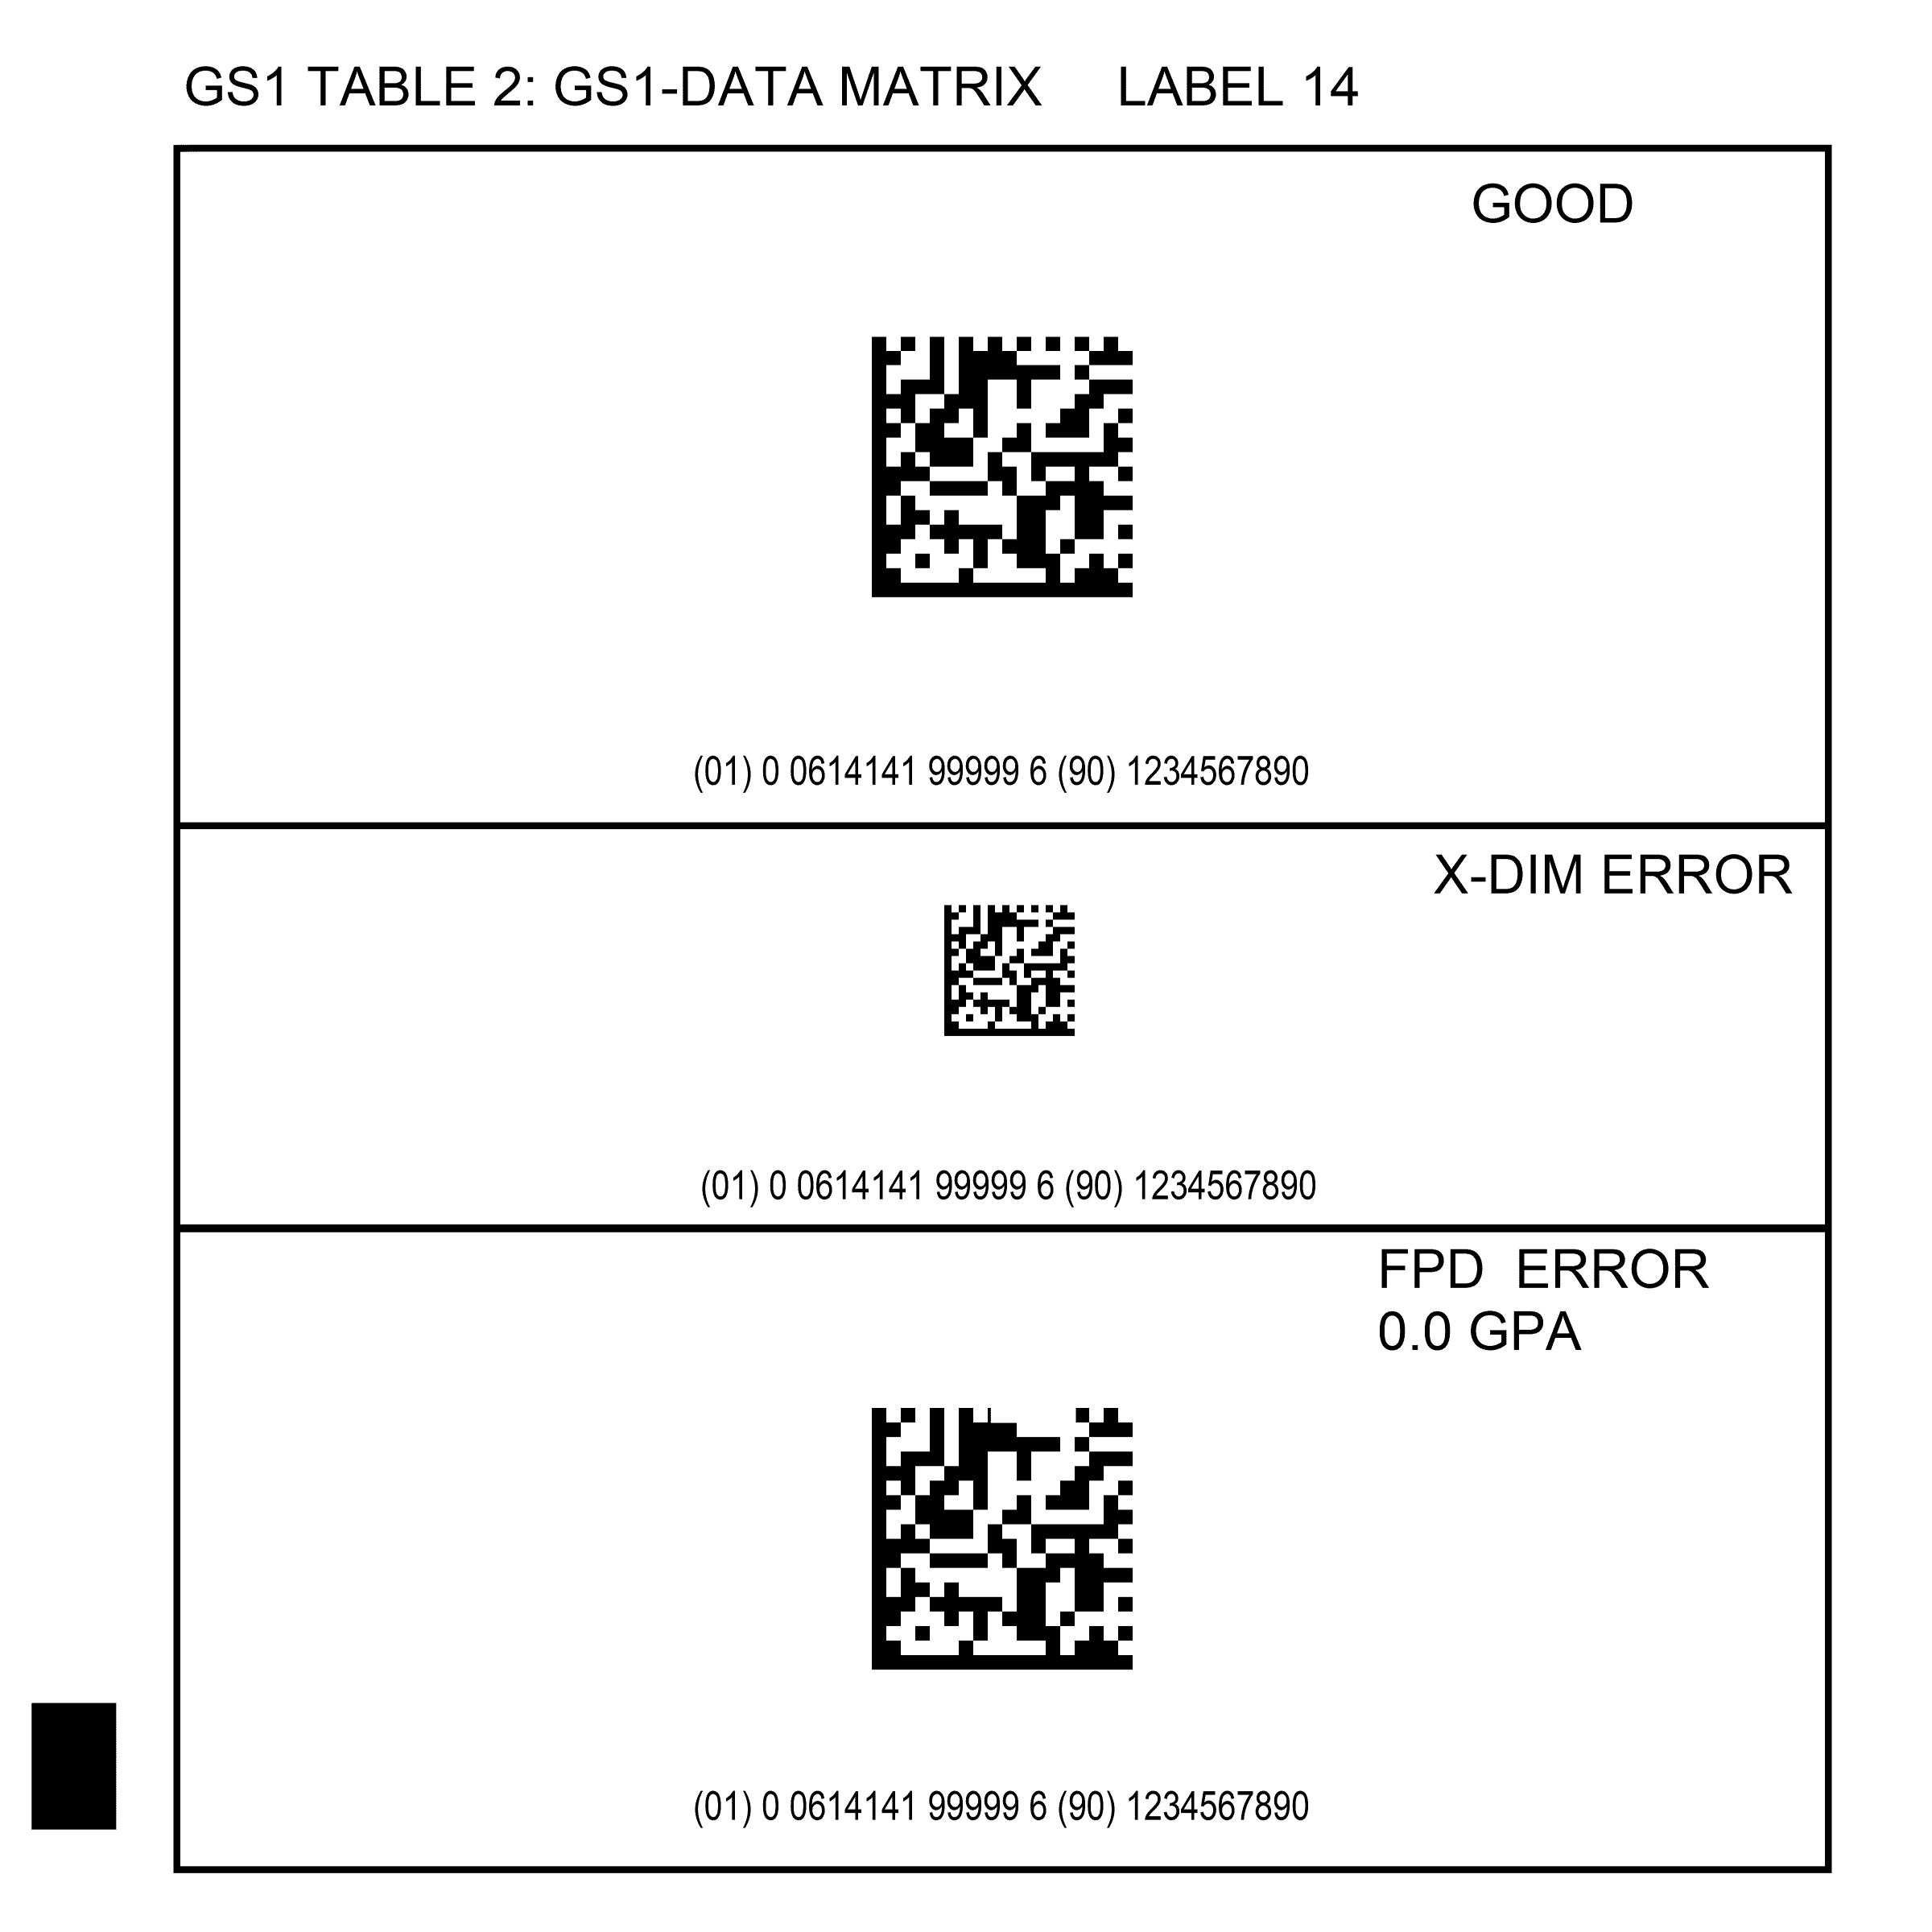 GS1 TABLE 2: GS1-DATA MATRIX LABEL 14
GOOD
(01) 0 0614141 99999 6 (90) 1234567890
X-DIM ERROR
(01) 0 0614141 99999 6 (90) 1234567890
FPD ERROR
0.0 GPA
(01) 0 0614141 99999 6 (90) 1234567890